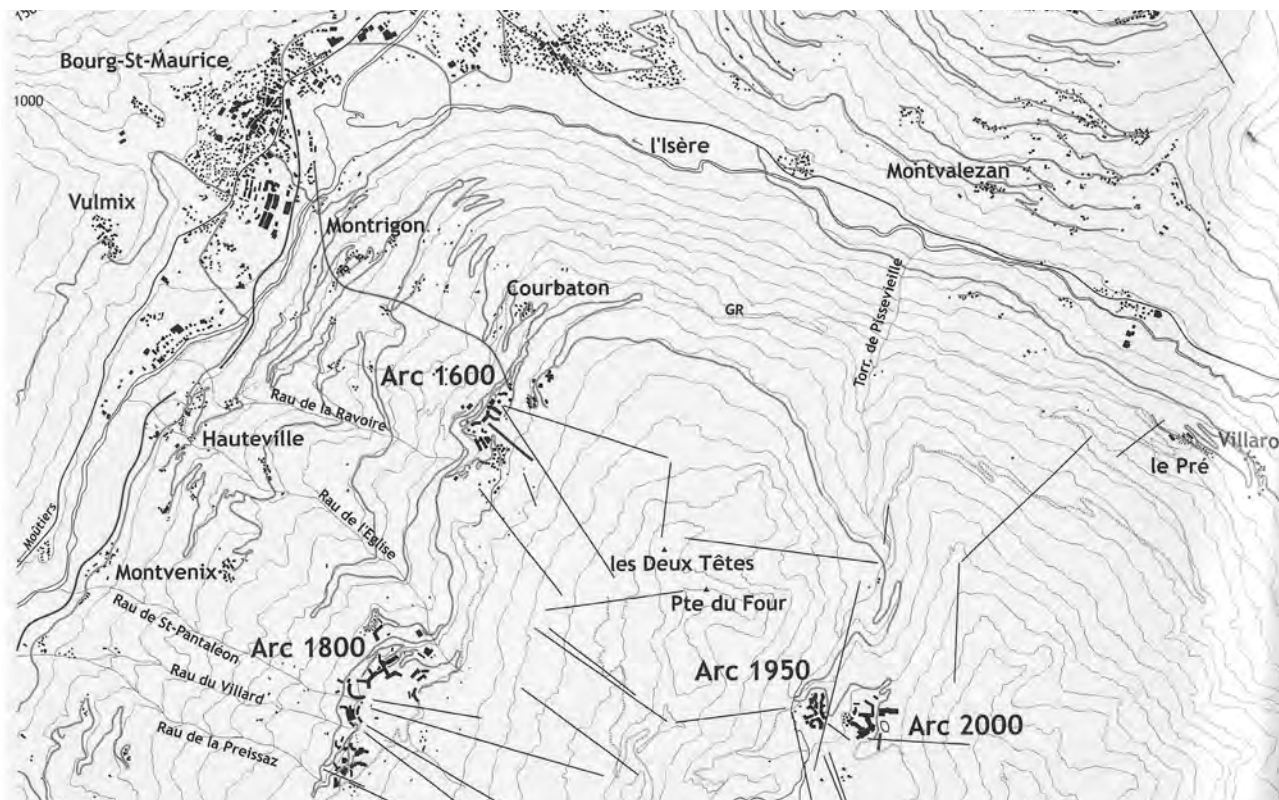 150
Bourg-St-Maurice
1000
l'Isère
Montvalezan
Vulmix
Montrigon
Courbaton
GR
Torr. de Pissevieille
Arc 1600
Rau de la Ravoire
Hauteville
Villaro
le Pré
Moûtiers
Rau de l'Eglise
les Deux Têtes
Montvenix
Pte du Four
Rau de St-Pantaléon
Arc 1800
Arc 1950
Rau du Villard
Arc 2000
Rau de la Preissaz